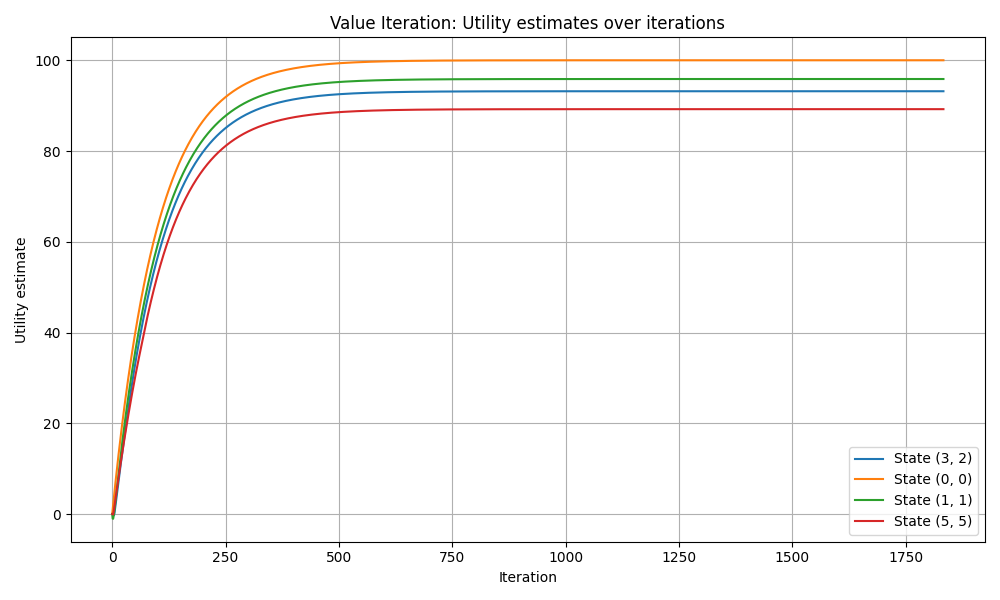 Value Iteration: Utility estimates over iterations
Utility estimate
100
80
60
40
20
0
0 250 500 750 1000 1250 1500 1750
Iteration
State (3, 2)
State (0, 0)
State (1, 1)
State (5, 5)